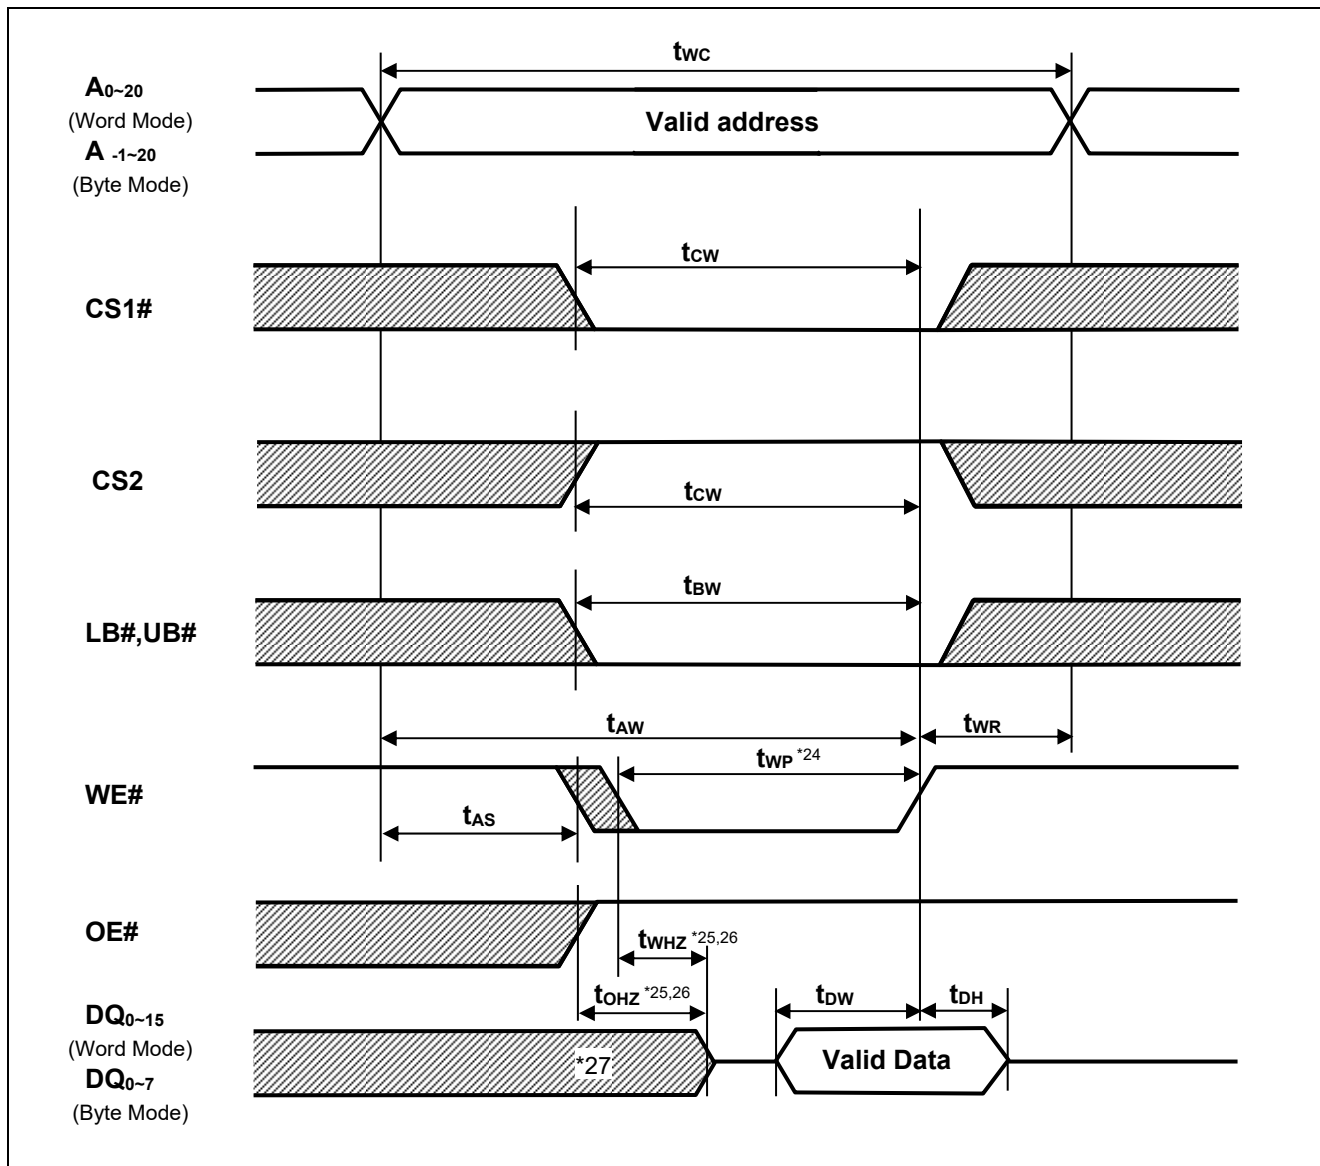 tWC
A0~20
(Word Mode)
Valid address
A -1~20
(Byte Mode)
tCW
CS1#
CS2
tCW
tBW
LB#,UB#
tAW
tWR
tWP *24
WE#
tAS
OE#
tWHZ *25,26
tOHZ *25,26
tDW
tDH
DQ0~15
(Word Mode)
*27
Valid Data
DQ0~7
(Byte Mode)